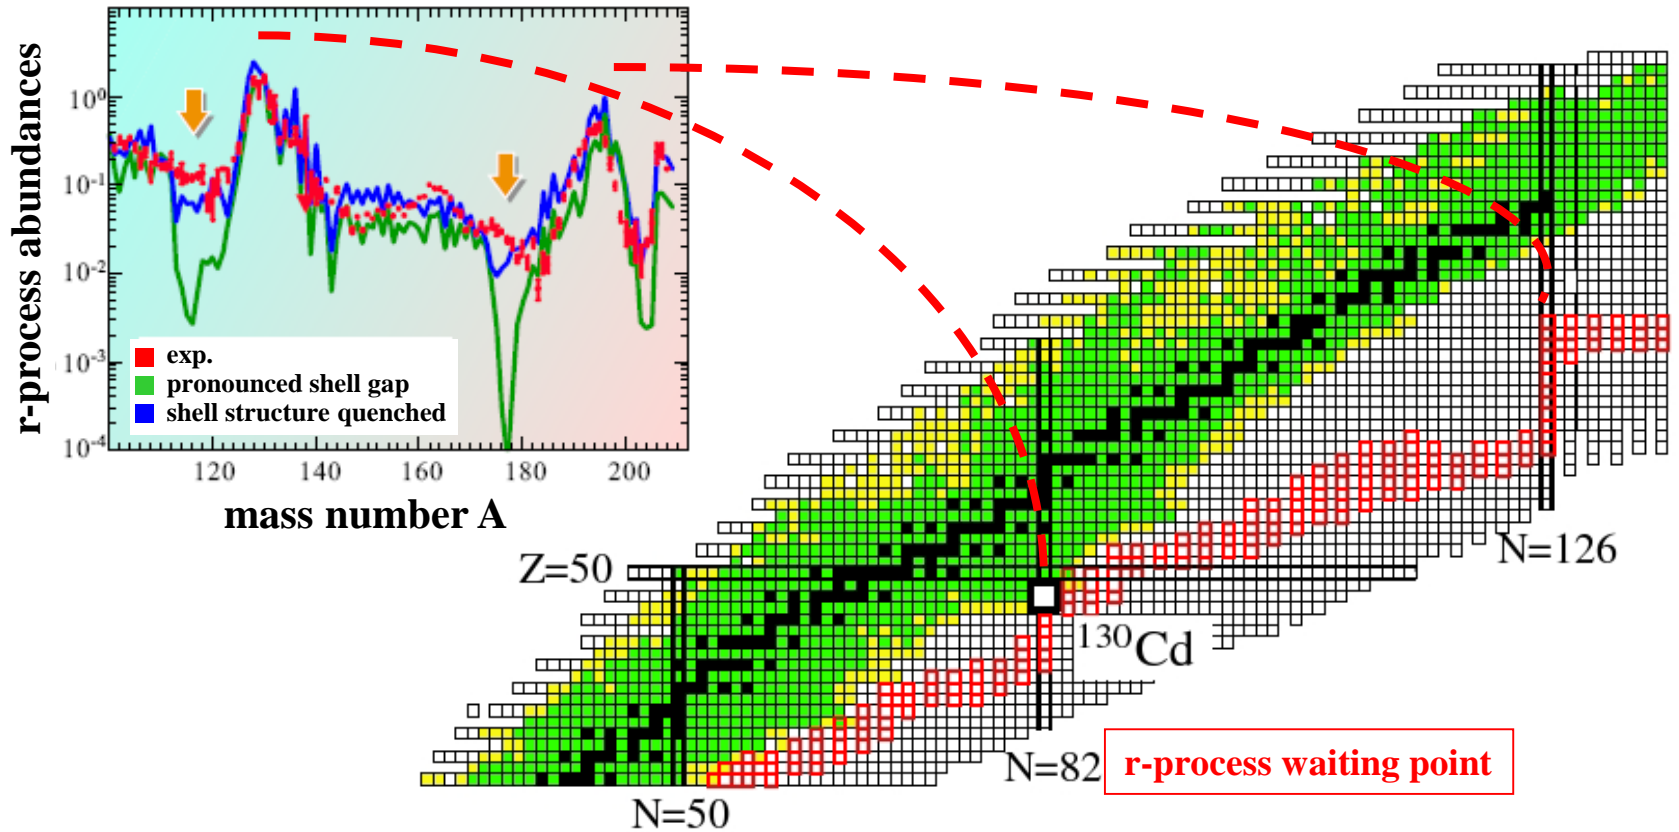 r-process abundances
10⁰
10⁻¹
10⁻²
10⁻³
10⁻⁴
exp.
pronounced shell gap
shell structure quenched
120 140 160 180 200
mass number A
Z=50
N=126
¹³⁰Cd
N=82
r-process waiting point
N=50